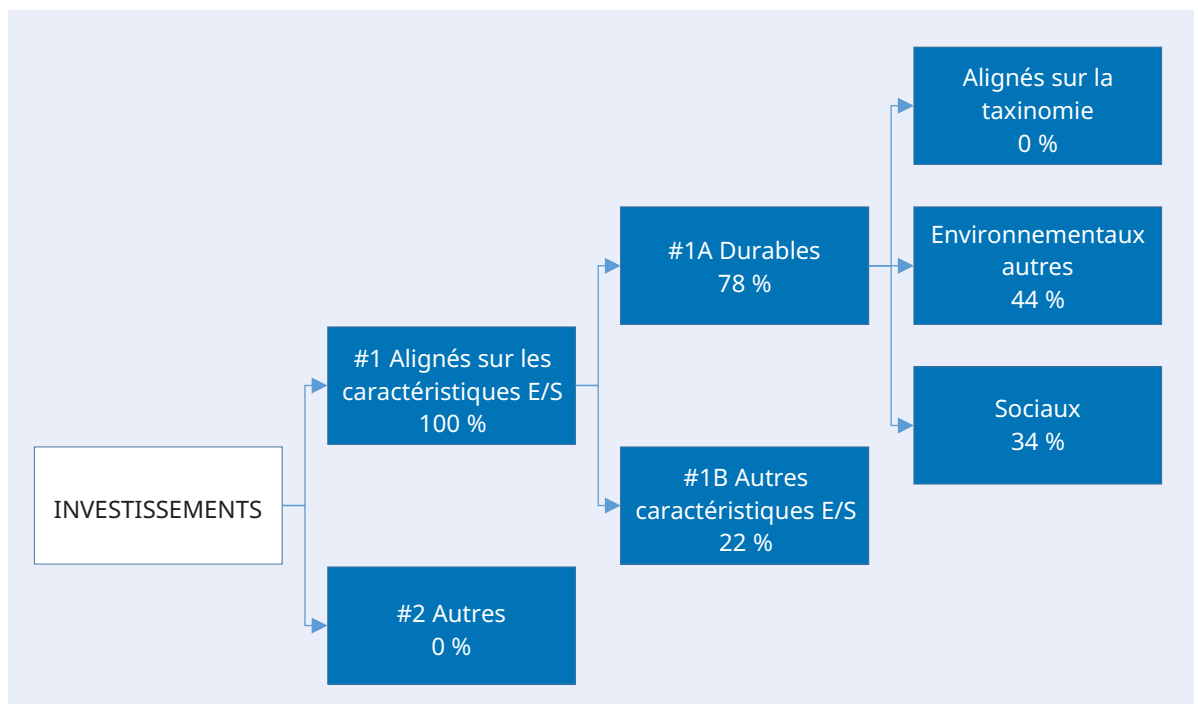 INVESTISSEMENTS
#1 Alignés sur les
caractéristiques E/S
100 %
#2 Autres
0 %
#1A Durables
78 %
#1B Autres
caractéristiques E/S
22 %
Alignés sur la
taxinomie
0 %
Environnementaux
autres
44 %
Sociaux
34 %